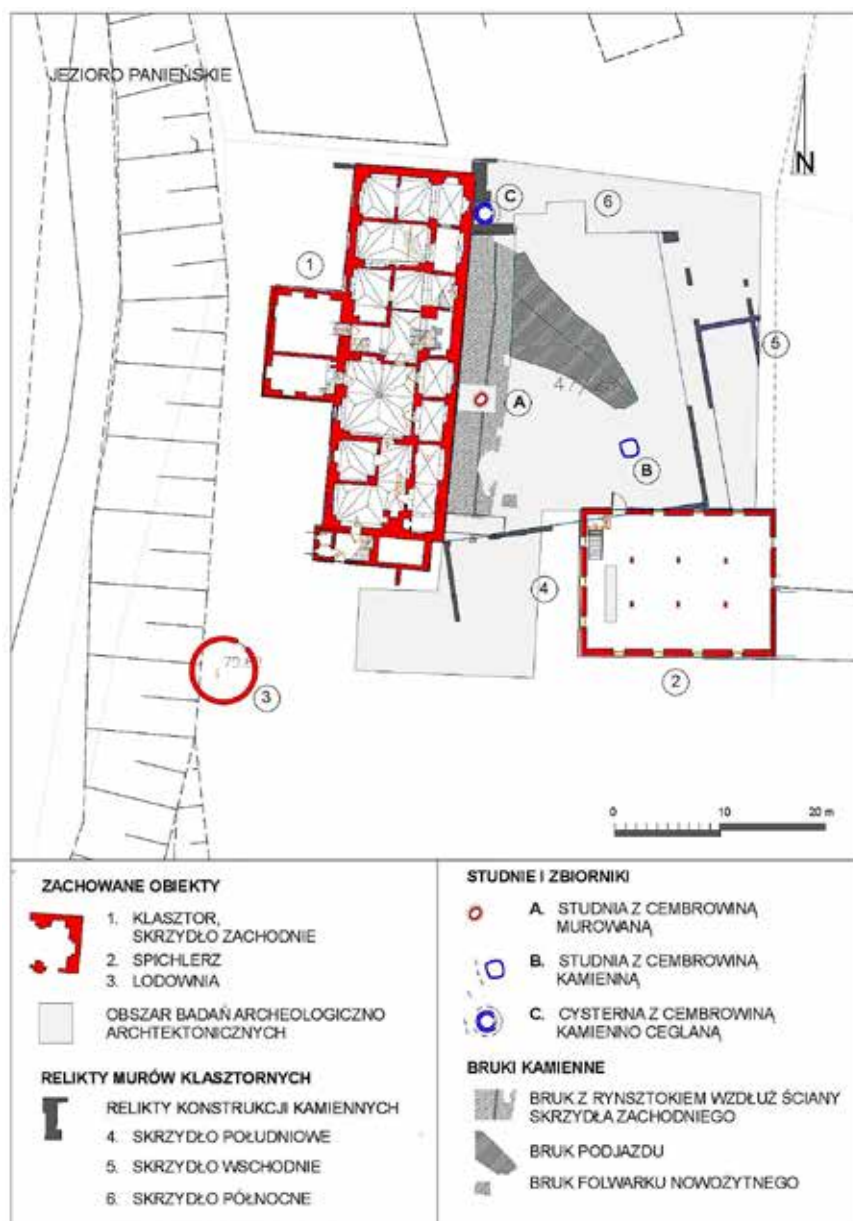 JEZIORO PANIEŃSKIE
N
C
6
1
5
A
B
4
2
3
0 10 20 m
ZACHOWANE OBIEKTY
1. KLASZTOR,
SKRZYDŁO ZACHODNIE
2. SPICHLERZ
3. LODOWNIA
OBSZAR BADAŃ ARCHEOLOGICZNO
ARCHTEKTONICZNYCH
RELIKTY MURÓW KLASZTORNYCH
RELIKTY KONSTRUKCJI KAMIENNYCH
4. SKRZYDŁO POŁUDNIOWE
5. SKRZYDŁO WSCHODNIE
6. SKRZYDŁO PÓŁNOCNE
STUDNIE I ZBIORNIKI
A. STUDNIA Z CEMBROWINĄ
MUROWANĄ
B. STUDNIA Z CEMBROWINĄ
KAMIENNĄ
C. CYSTERNA Z CEMBROWINĄ
KAMIENNO CEGLANĄ
BRUKI KAMIENNE
BRUK Z RYNSZTOKIEM WZDŁUŻ ŚCIANY
SKRZYDŁA ZACHODNIEGO
BRUK PODJAZDU
BRUK FOLWARKU NOWOŻYTNEGO